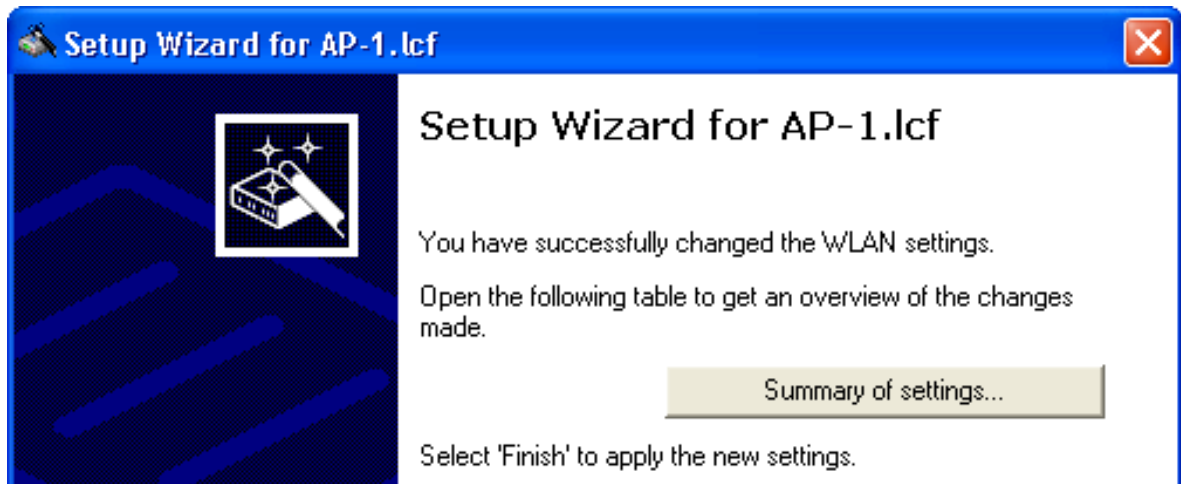 Setup Wizard for AP-1.lcf
Setup Wizard for AP-1.lcf
You have successfully changed the WLAN settings.
Open the following table to get an overview of the changes
made.
Summary of settings...
Select 'Finish' to apply the new settings.